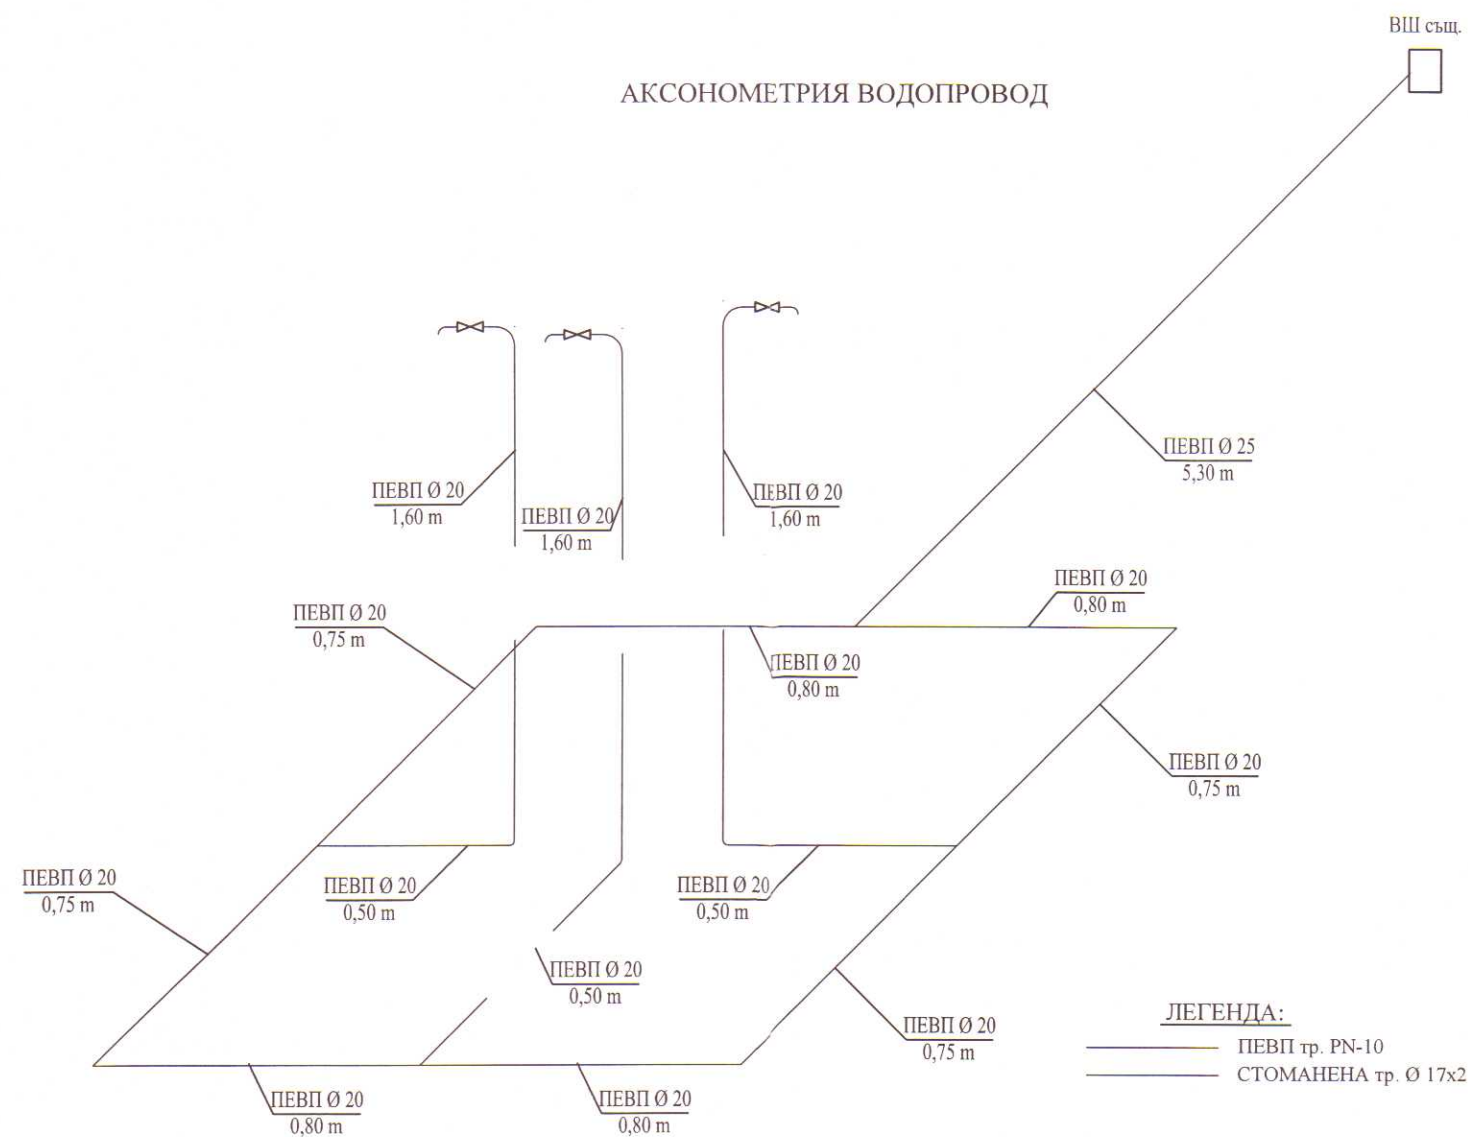 ВШ същ.
АКСОНОМЕТРИЯ ВОДОПРОВОД
ПЕВП Ø 25
5,30 m
ПЕВП Ø 20
1,60 m
ПЕВП Ø 20
1,60 m
ПЕВП Ø 20
1,60 m
ПЕВП Ø 20
0,80 m
ПЕВП Ø 20
0,75 m
ПЕВП Ø 20
0,80 m
ПЕВП Ø 20
0,75 m
ПЕВП Ø 20
0,75 m
ПЕВП Ø 20
0,50 m
ПЕВП Ø 20
0,50 m
ПЕВП Ø 20
0,50 m
ПЕВП Ø 20
0,75 m
ПЕВП Ø 20
0,80 m
ПЕВП Ø 20
0,80 m
ЛЕГЕНДА:
ПЕВП тр. PN-10
СТОМАНЕНА тр. Ø 17x2